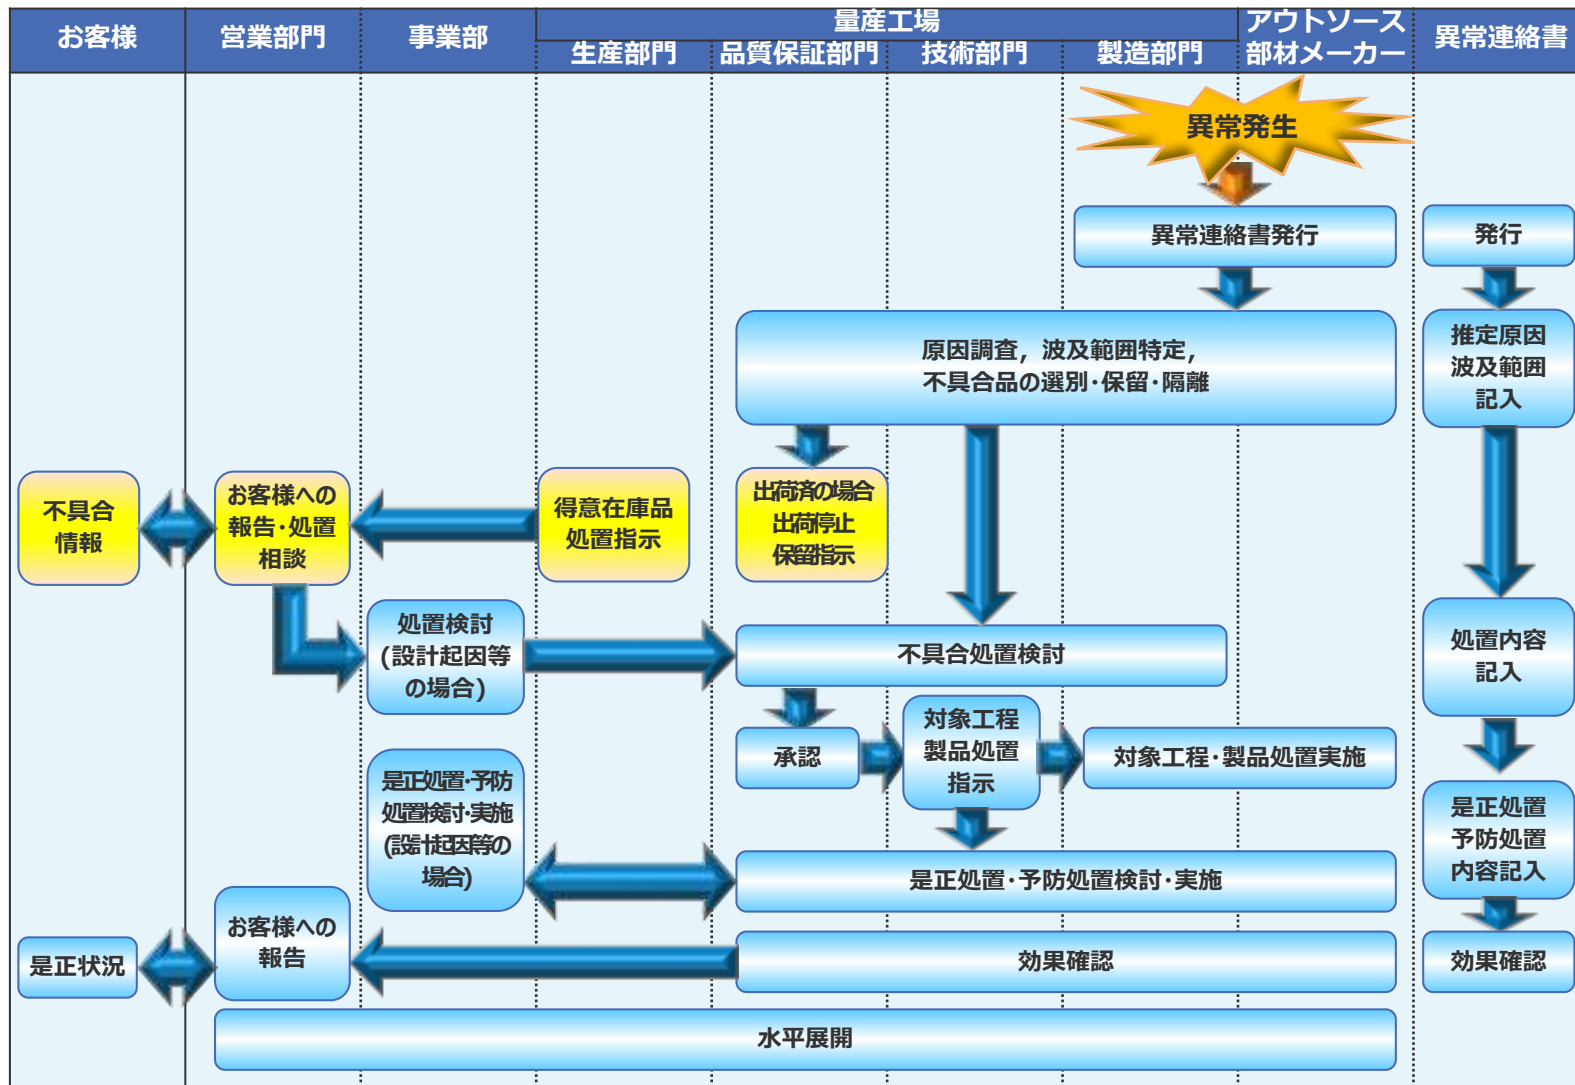 お客様
営業部門
事業部
量産工場
生産部門
品質保証部門
技術部門
製造部門
アウトソース
部材メーカー
異常連絡書
異常発生
異常連絡書発行
発行
原因調査，波及範囲特定，
不具合品の選別･保留･隔離
推定原因
波及範囲
記入
不具合
情報
お客様への
報告･処置
相談
得意在庫品
処置指示
出荷済の場合
出荷停止
保留指示
処置検討
(設計起因等
の場合)
不具合処置検討
処置内容
記入
承認
対象工程
製品処置
指示
対象工程･製品処置実施
是正処置･予防
処置検討･実施
(設計起因等の
場合)
是正処置･予防処置検討･実施
是正処置
予防処置
内容記入
是正状況
お客様への
報告
効果確認
効果確認
水平展開